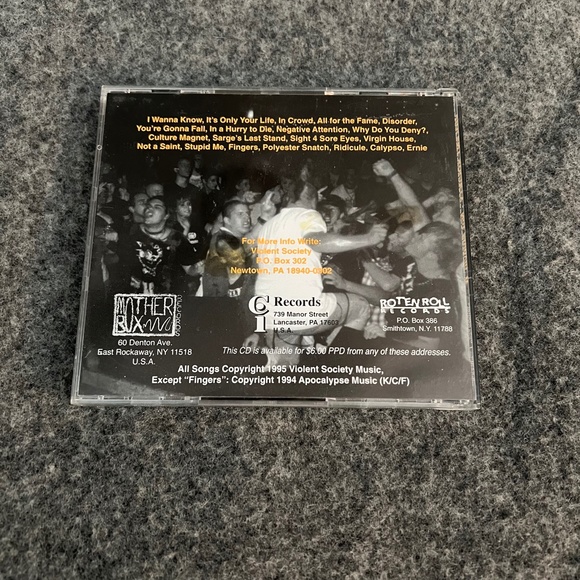 I Wanna Know, It's Only Your Life, In Crowd, All for the Fame, Disorder,
You're Gonna Fall, In a Hurry to Die, Negative Attention, Why Do You Deny?,
Culture Magnet, Sarge's Last Stand, Sight 4 Sore Eyes, Virgin House,
Not a Saint, Stupid Me, Fingers, Polyester Snatch, Ridicule, Calypso, Ernie
For More Info Write:
Violent Society
P.O. Box 302
Newtown, PA 18940-0302
MOTHER
BOX
60 Denton Ave.
East Rockaway, NY 11518
U.S.A.
CI Records
739 Manor Street
Lancaster, PA 17603
U.S.A.
ROTEN ROLL
RECORDS
P.O. Box 386
Smithtown, N.Y. 11788
This CD is available for $6.00 PPD from any of these addresses.
All Songs Copyright 1995 Violent Society Music,
Except "Fingers": Copyright 1994 Apocalypse Music (K/C/F)